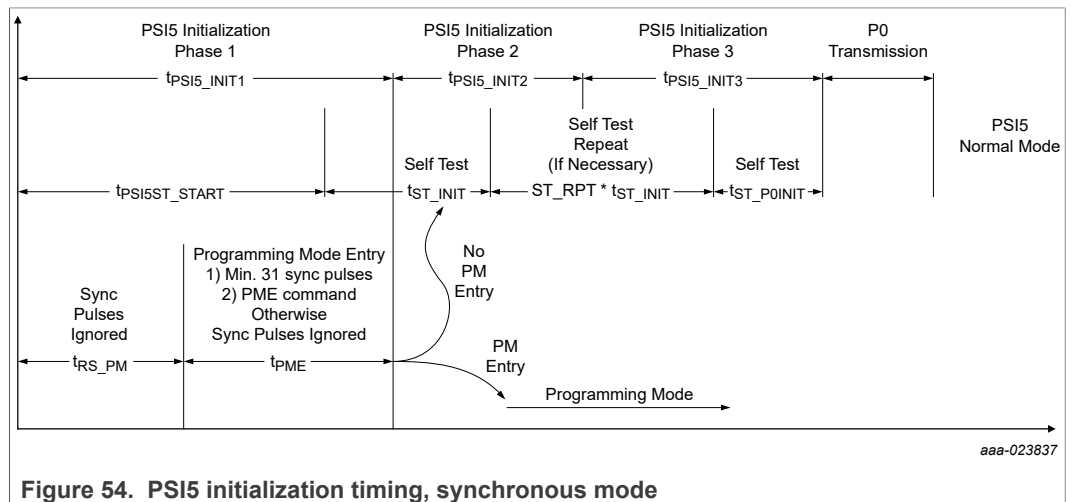 PSI5 Initialization
Phase 1
PSI5 Initialization
Phase 2
PSI5 Initialization
Phase 3
P0
Transmission
tPSI5_INIT1
tPSI5_INIT2
tPSI5_INIT3
PSI5
Normal Mode
Self Test
Self Test
Repeat
(If Necessary)
Self Test
tPSI5ST_START
tST_INIT
ST_RPT * tST_INIT
tST_P0INIT
Sync
Pulses
Ignored
Programming Mode Entry
1) Min. 31 sync pulses
2) PME command
Otherwise
Sync Pulses Ignored
No
PM
Entry
tRS_PM
tPME
PM
Entry
Programming Mode
aaa-023837
Figure 54. PSI5 initialization timing, synchronous mode